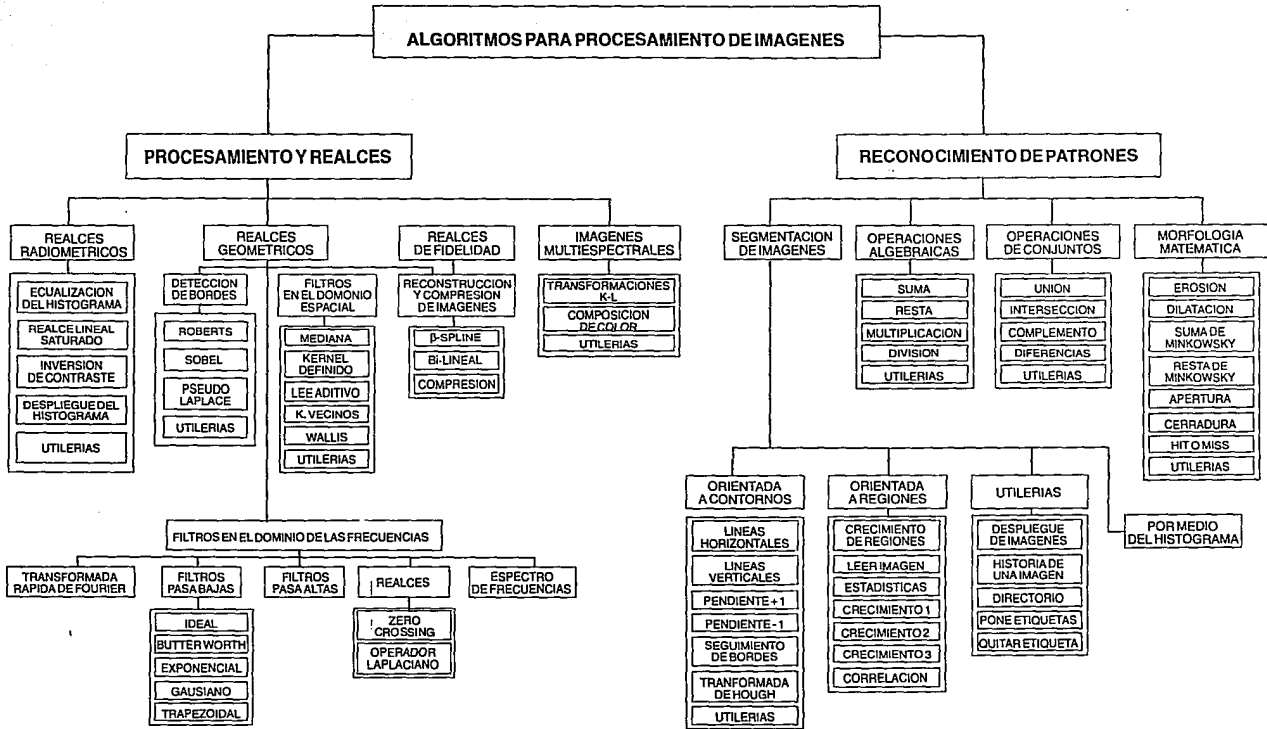 ALGORITMOS PARA PROCESAMIENTO DE IMAGENES
PROCESAMIENTO Y REALCES
RECONOCIMIENTO DE PATRONES
REALCES
RADIOMETRICOS
ECUALIZACION
DEL HISTOGRAMA
REALCE LINEAL
SATURADO
INVERSION
DE CONTRASTE
DESPLIEGUE DEL
HISTOGRAMA
UTILERIAS
REALCES
GEOMETRICOS
DETECCION
DE BORDES
ROBERTS
SOBEL
PSEUDO
LAPLACE
UTILERIAS
FILTROS
EN EL DOMONIO
ESPACIAL
MEDIANA
KERNEL
DEFINIDO
LEE ADITIVO
K. VECINOS
WALLIS
UTILERIAS
REALCES
DE FIDELIDAD
RECONSTRUCCION
Y COMPRESION
DE IMAGENES
β-SPLINE
Bi-LINEAL
COMPRESION
IMAGENES
MULTIESPECTRALES
TRANSFORMACIONES
K-L
COMPOSICION
DE COLOR
UTILERIAS
SEGMENTACION
DE IMAGENES
OPERACIONES
ALGEBRAICAS
SUMA
RESTA
MULTIPLICACION
DIVISION
UTILERIAS
OPERACIONES
DE CONJUNTOS
UNION
INTERSECCION
COMPLEMENTO
DIFERENCIAS
UTILERIAS
MORFOLOGIA
MATEMATICA
EROSION
DILATACION
SUMA DE
MINKOWSKY
RESTA DE
MINKOWSKY
APERTURA
CERRADURA
HIT O MISS
UTILERIAS
FILTROS EN EL DOMINIO DE LAS FRECUENCIAS
TRANSFORMADA
RAPIDA DE FOURIER
FILTROS
PASA BAJAS
IDEAL
BUTTER WORTH
EXPONENCIAL
GAUSIANO
TRAPEZOIDAL
FILTROS
PASA ALTAS
REALCES
ZERO
CROSSING
OPERADOR
LAPLACIANO
ESPECTRO
DE FRECUENCIAS
ORIENTADA
A CONTORNOS
LINEAS
HORIZONTALES
LINEAS
VERTICALES
PENDIENTE + 1
PENDIENTE - 1
SEGUIMIENTO
DE BORDES
TRANFORMADA
DE HOUGH
UTILERIAS
ORIENTADA
A REGIONES
CRECIMIENTO
DE REGIONES
LEER IMAGEN
ESTADISTICAS
CRECIMIENTO 1
CRECIMIENTO 2
CRECIMIENTO 3
CORRELACION
UTILERIAS
DESPLIEGUE
DE IMAGENES
HISTORIA DE
UNA IMAGEN
DIRECTORIO
PONE ETIQUETAS
QUITAR ETIQUETA
POR MEDIO
DEL HISTOGRAMA